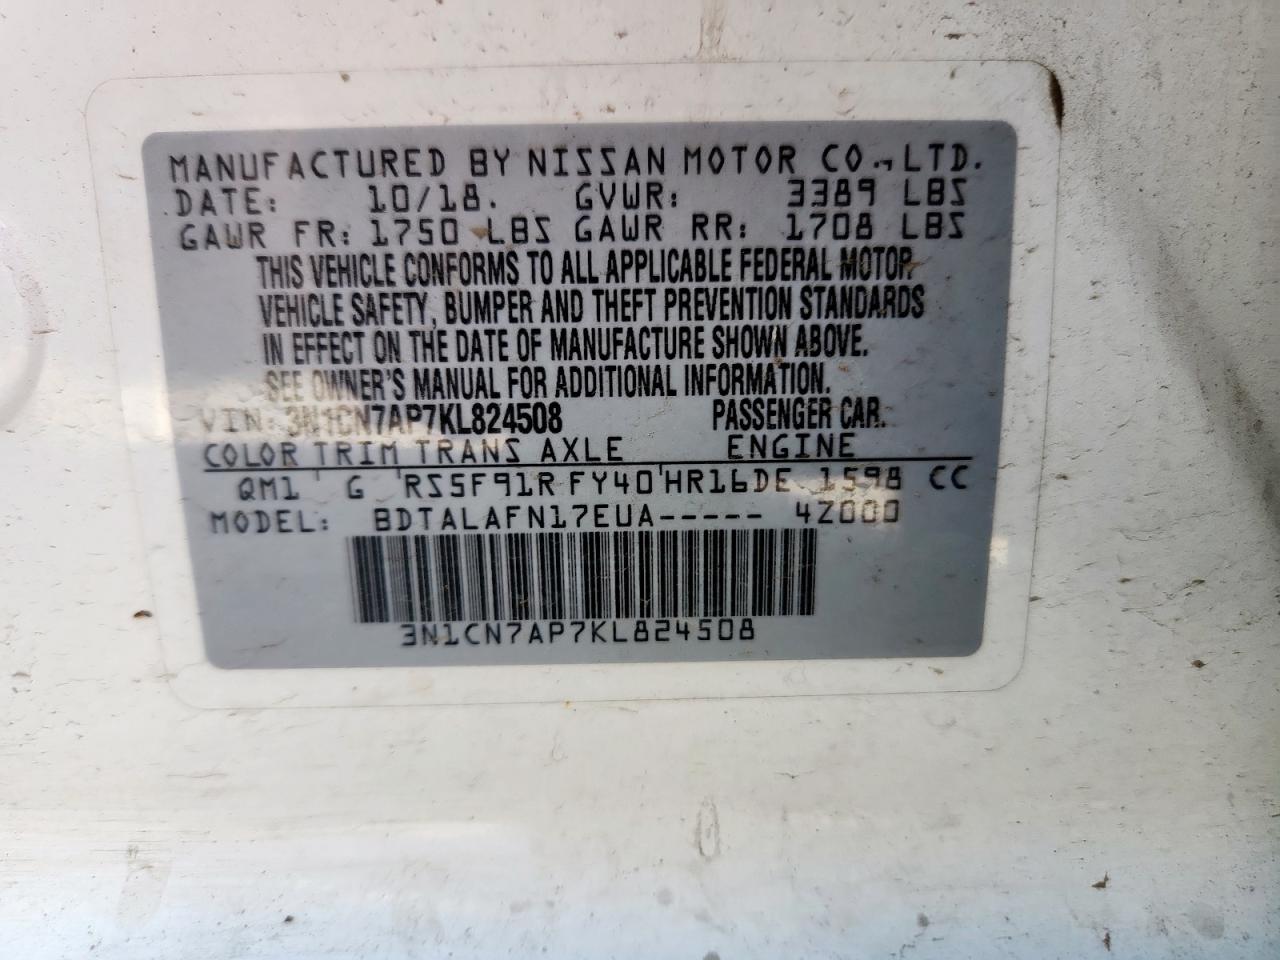 MANUFACTURED BY NISSAN MOTOR CO., LTD.
DATE: 10/18. GVWR: 3389 LBS
GAWR FR: 1750 LBS GAWR RR: 1708 LBS
THIS VEHICLE CONFORMS TO ALL APPLICABLE FEDERAL MOTOR
VEHICLE SAFETY, BUMPER AND THEFT PREVENTION STANDARDS
IN EFFECT ON THE DATE OF MANUFACTURE SHOWN ABOVE.
SEE OWNER'S MANUAL FOR ADDITIONAL INFORMATION.
VIN: 3N1CN7AP7KL824508 PASSENGER CAR.
COLOR TRIM TRANS AXLE ENGINE
QM1 G RS5F91R FY40 HR16DE 1598 CC
MODEL: BDTALAFN17EUA----- 4Z000
3N1CN7AP7KL824508